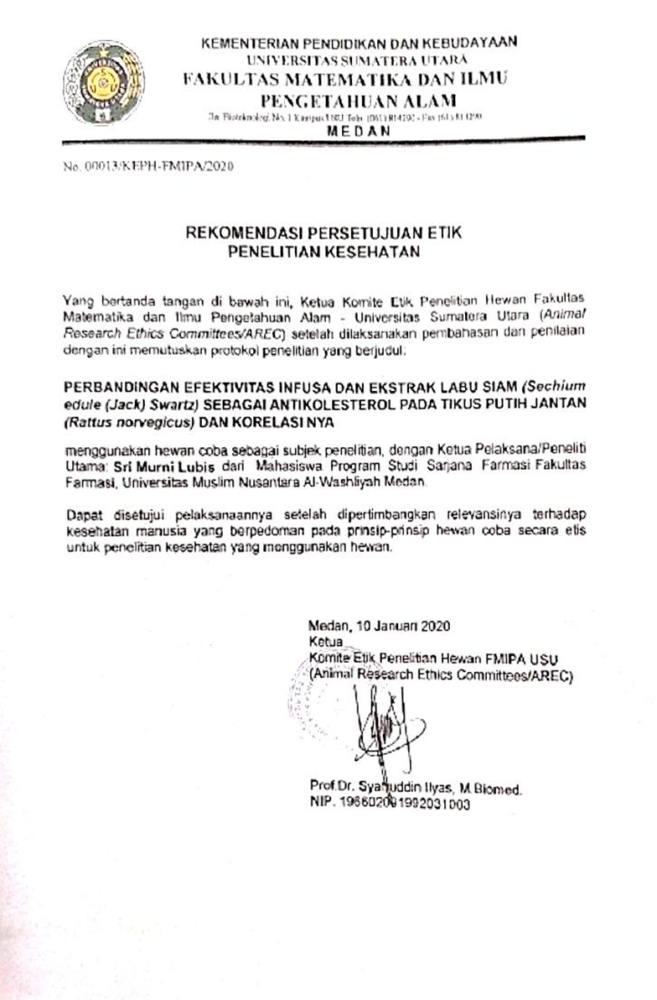 KEMENTERIAN PENDIDIKAN DAN KEBUDAYAAN
UNIVERSITAS SUMATERA UTARA
FAKULTAS MATEMATIKA DAN ILMU
PENGETAHUAN ALAM
Jln. Bioteknologi No. 1 Kampus USU Telp. (061)
MEDAN
No. 00013/KEPH-FMIPA/2020
REKOMENDASI PERSETUJUAN ETIK
PENELITIAN KESEHATAN
Yang bertanda tangan di bawah ini, Ketua Komite Etik Penelitian Hewan Fakultas
Matematika dan Ilmu Pengetahuan Alam - Universitas Sumatera Utara (Animal
Research Ethics Committees/AREC) setelah dilaksanakan pembahasan dan penilaian
dengan ini memutuskan protokol penelitian yang berjudul:
PERBANDINGAN EFEKTIVITAS INFUSA DAN EKSTRAK LABU SIAM (Sechium
edule (Jack) Swartz) SEBAGAI ANTIKOLESTEROL PADA TIKUS PUTIH JANTAN
(Rattus norvegicus) DAN KORELASI NYA
menggunakan hewan coba sebagai subjek penelitian, dengan Ketua Pelaksana/Peneliti
Utama: Sri Murni Lubis dari Mahasiswa Program Studi Sarjana Farmasi Fakultas
Farmasi, Universitas Muslim Nusantara Al-Washliyah Medan.
Dapat disetujui pelaksanaannya setelah dipertimbangkan relevansinya terhadap
kesehatan manusia yang berpedoman pada prinsip-prinsip hewan coba secara etis
untuk penelitian kesehatan yang menggunakan hewan.
Medan, 10 Januari 2020
Ketua
Komite Etik Penelitian Hewan FMIPA USU
(Animal Research Ethics Committees/AREC)
Prof.Dr. Syafruddin Ilyas, M.Biomed.
NIP. 196602091992031003